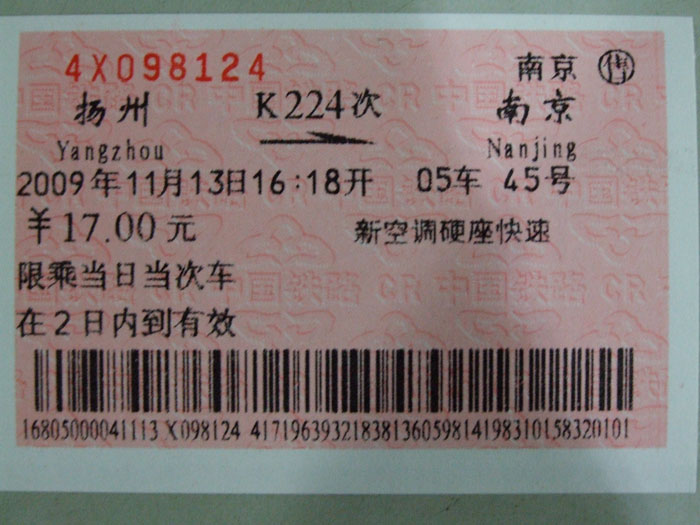 4X098124 南京 售
扬州 K224次 南京
Yangzhou Nanjing
2009年11月13日16:18开 05车 45号
¥17.00元 新空调硬座快速
限乘当日当次车
在2日内到有效
16805000041113 X098124 417196393218381360598141983101583201​01